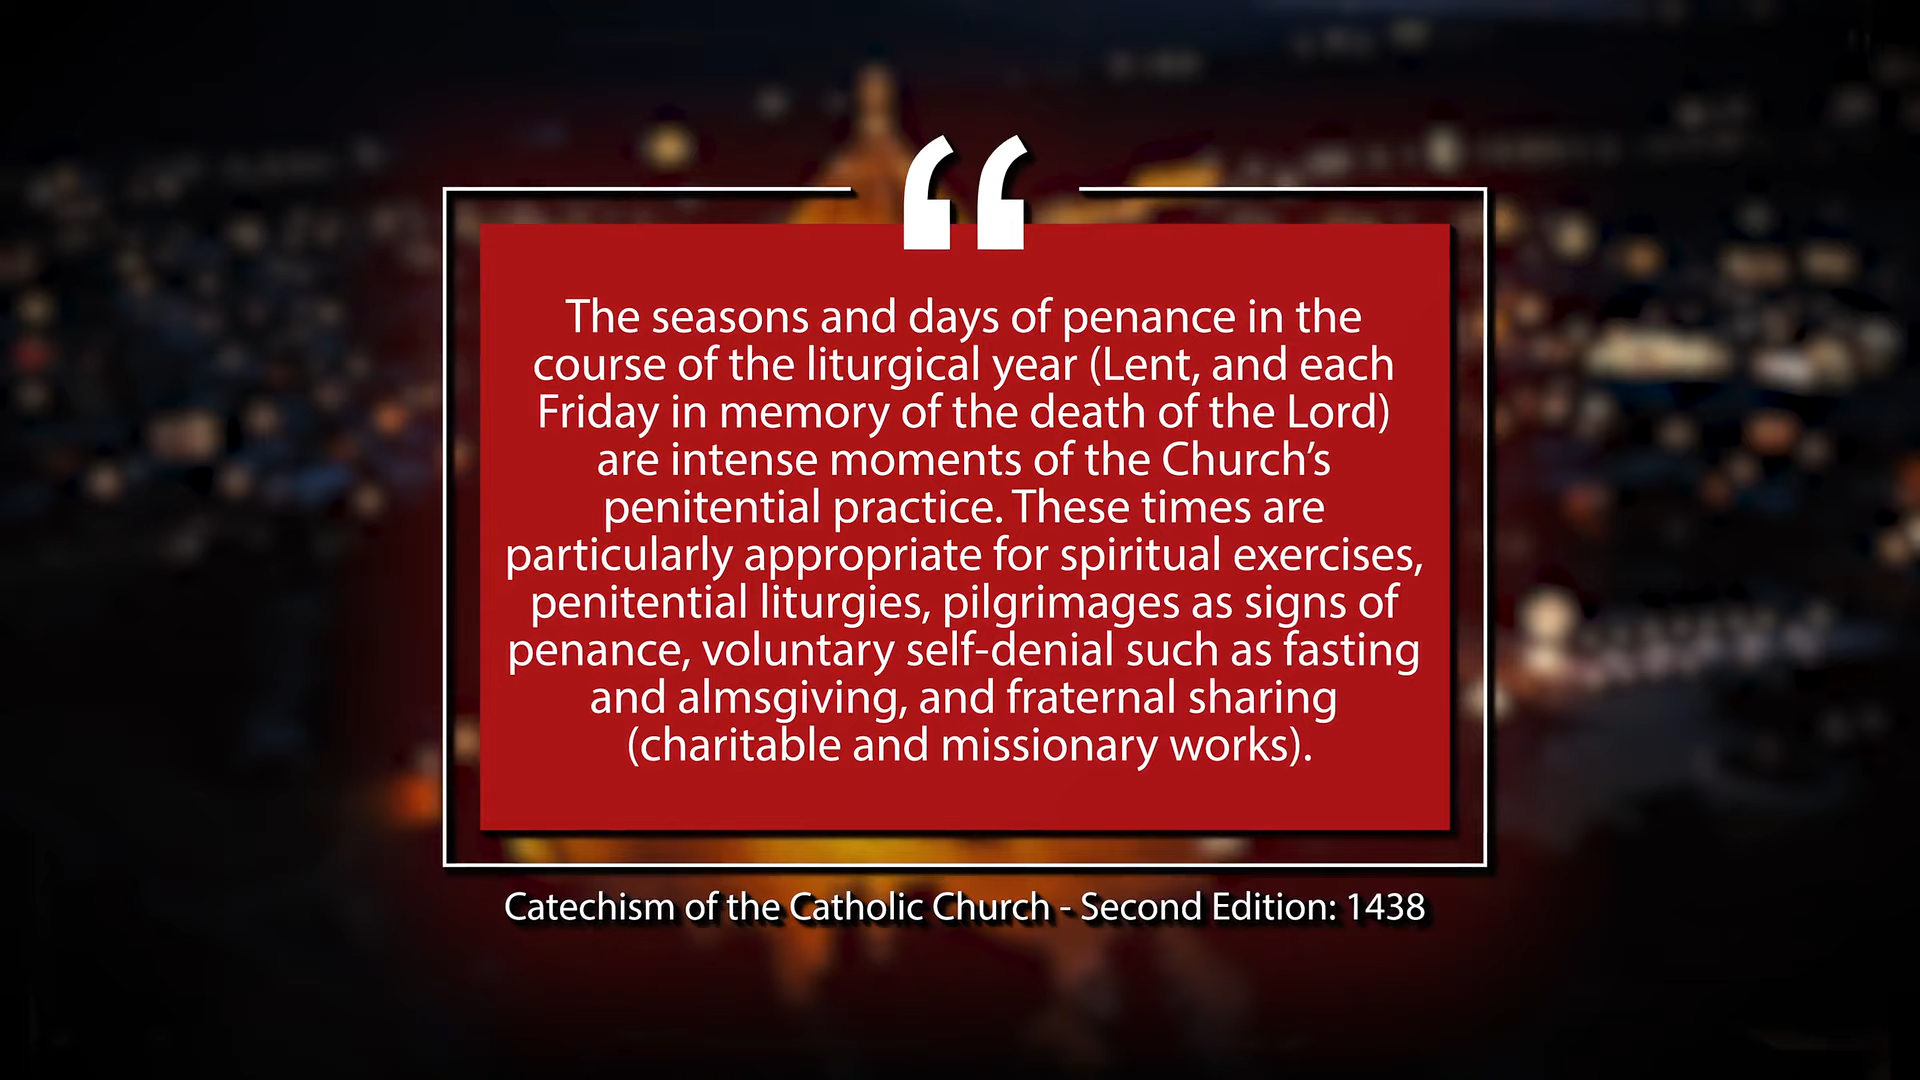 “
The seasons and days of penance in the
course of the liturgical year (Lent, and each
Friday in memory of the death of the Lord)
are intense moments of the Church’s
penitential practice. These times are
particularly appropriate for spiritual exercises,
penitential liturgies, pilgrimages as signs of
penance, voluntary self-denial such as fasting
and almsgiving, and fraternal sharing
(charitable and missionary works).
Catechism of the Catholic Church - Second Edition: 1438